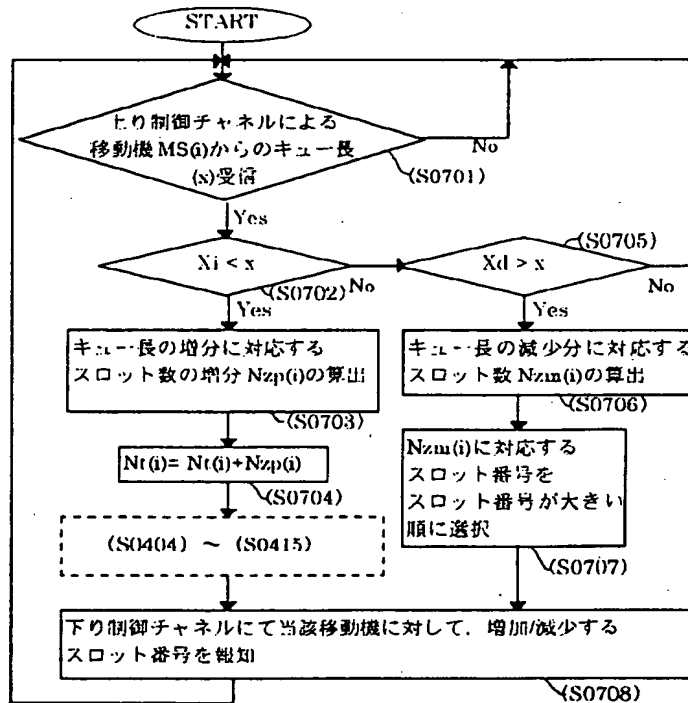 START
上り制御チャネルによる
移動機 MS(i)からのキュー長
(x)受信
No
(S0701)
Yes
Xi < x
(S0702)
No
Yes
Xd > x
(S0705)
No
Yes
キュー長の増分に対応する
スロット数の増分 Nzp(i)の算出
(S0703)
キュー長の減少分に対応する
スロット数 Nzm(i)の算出
(S0706)
Nt(i)= Nt(i)+Nzp(i)
(S0704)
Nzm(i)に対応する
スロット番号を
スロット番号が大きい
順に選択
(S0707)
(S0404) ～ (S0415)
下り制御チャネルにて当該移動機に対して, 増加/減少する
スロット番号を報知
(S0708)